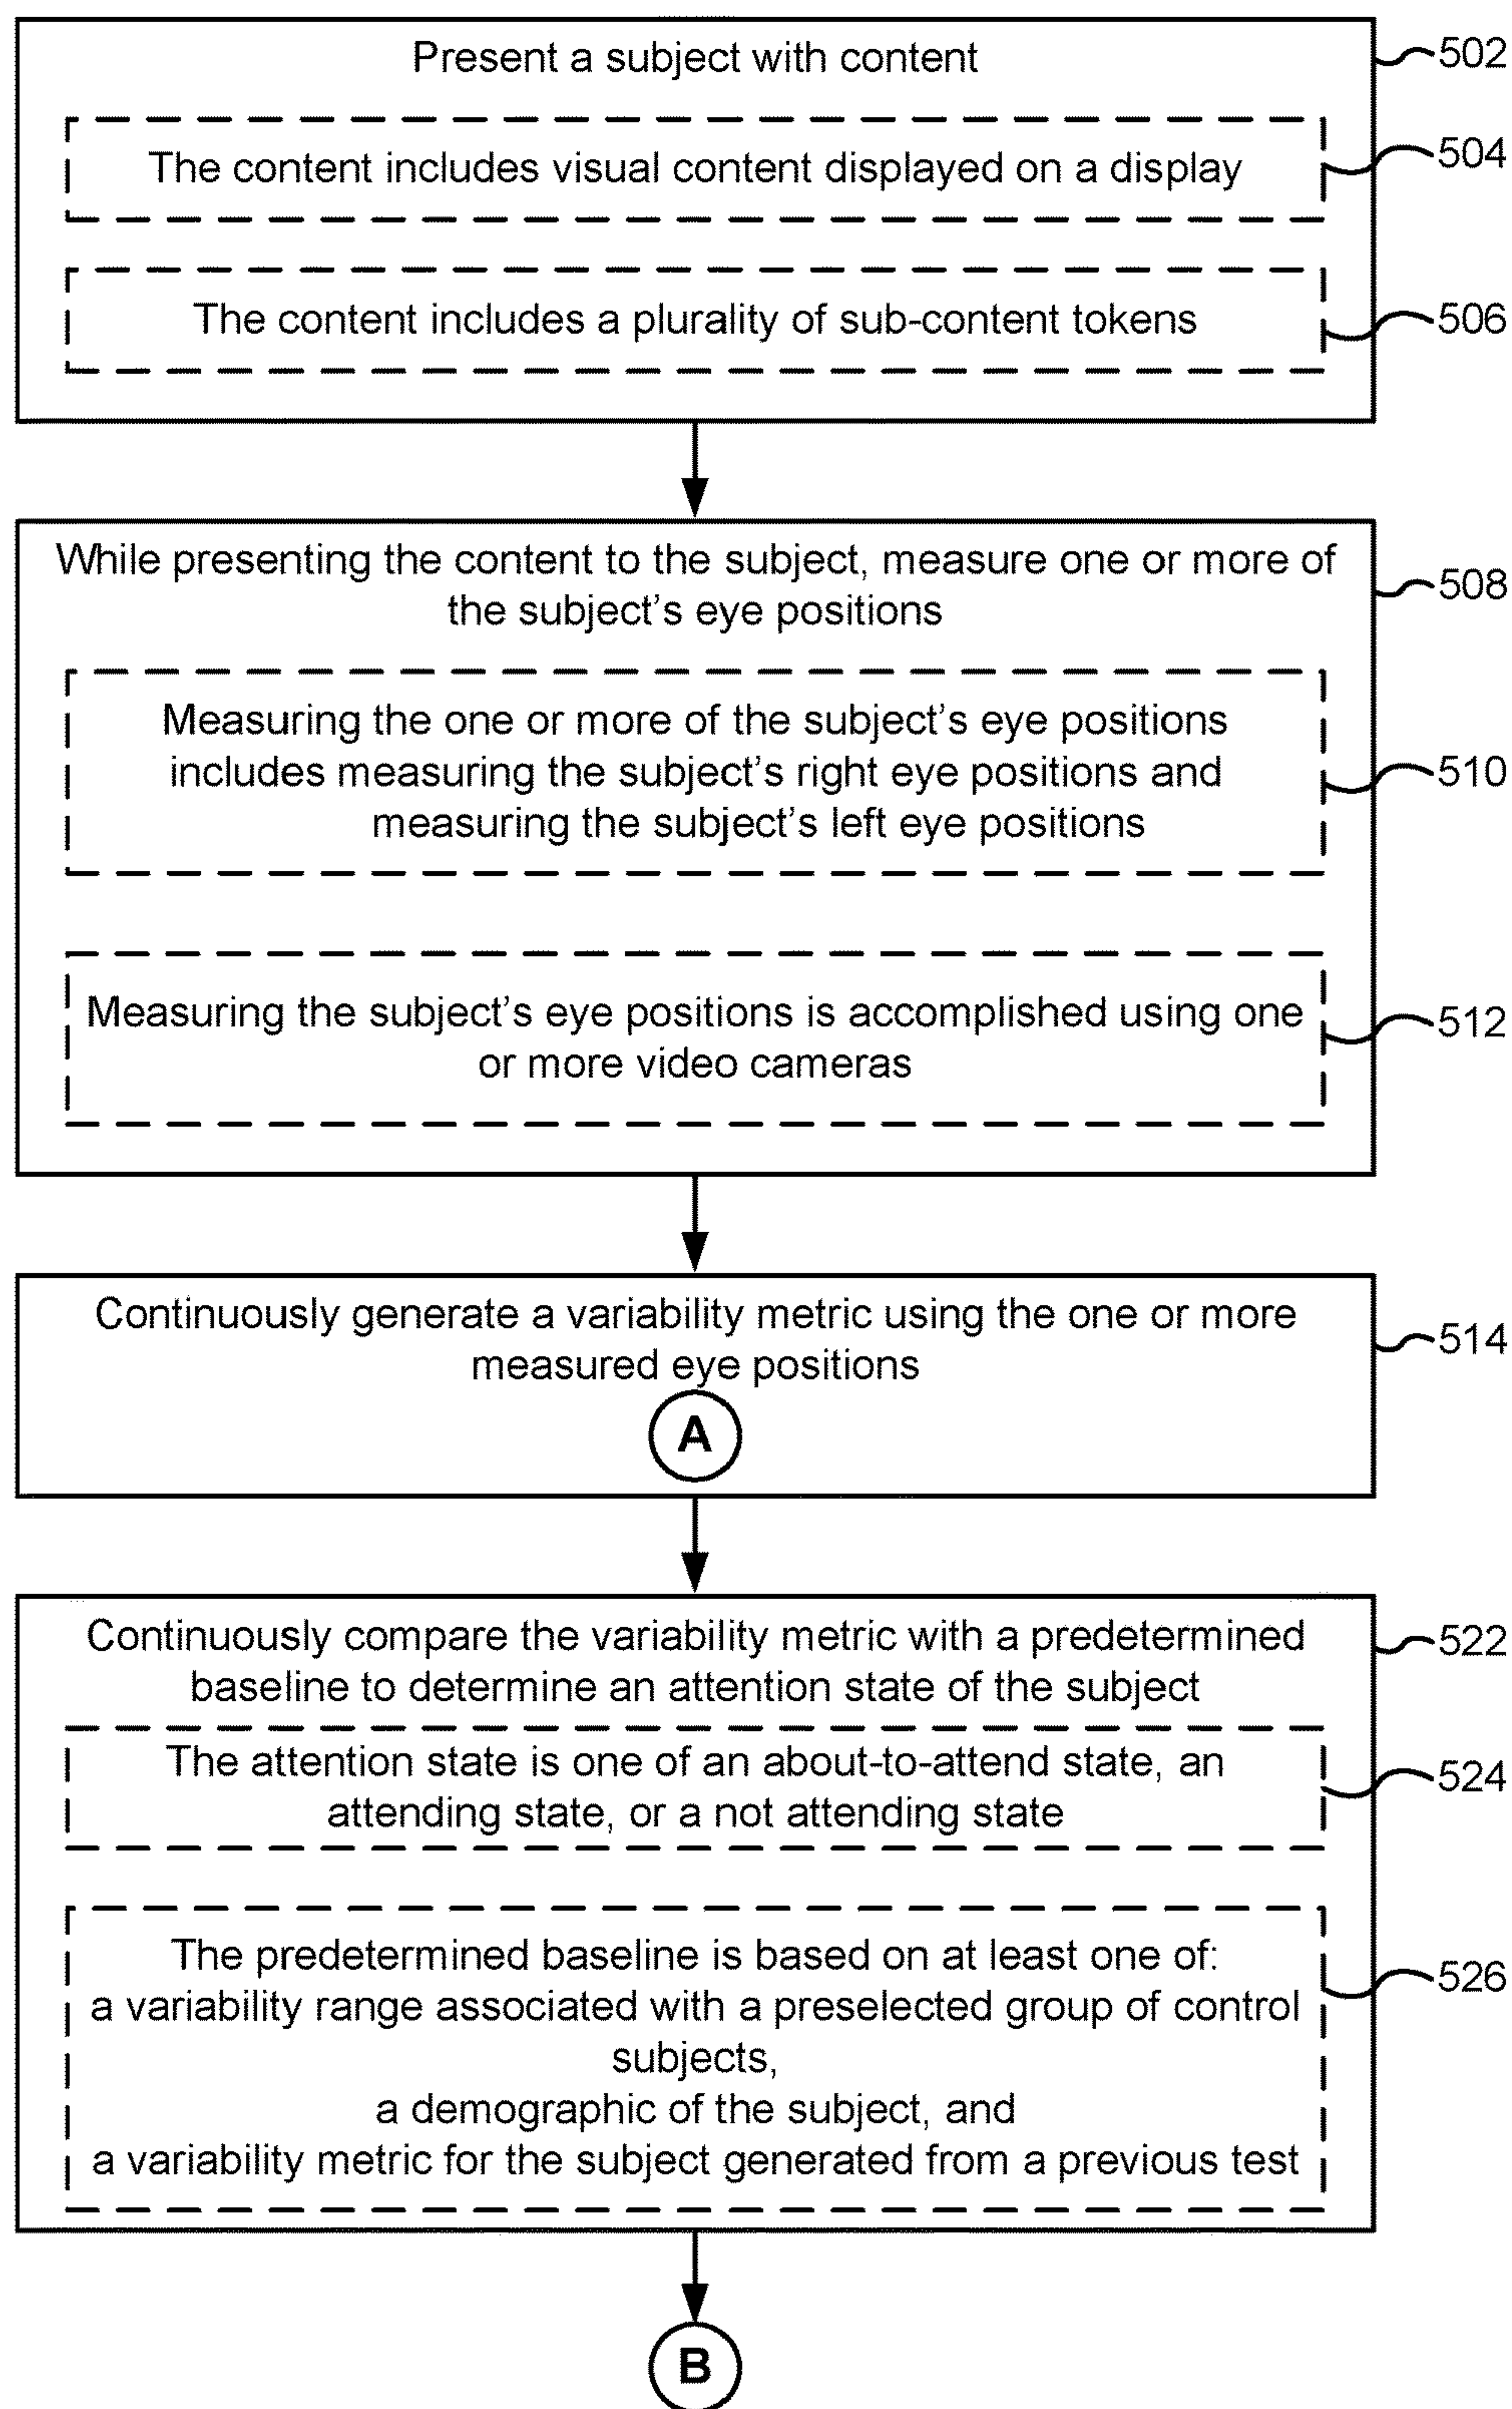 Present a subject with content
502
The content includes visual content displayed on a display
504
The content includes a plurality of sub-content tokens
506
While presenting the content to the subject, measure one or more of
the subject's eye positions
508
Measuring the one or more of the subject's eye positions
includes measuring the subject's right eye positions and
measuring the subject's left eye positions
510
Measuring the subject's eye positions is accomplished using one
or more video cameras
512
Continuously generate a variability metric using the one or more
measured eye positions
514
A
Continuously compare the variability metric with a predetermined
baseline to determine an attention state of the subject
522
The attention state is one of an about-to-attend state, an
attending state, or a not attending state
524
The predetermined baseline is based on at least one of:
a variability range associated with a preselected group of control
subjects,
a demographic of the subject, and
a variability metric for the subject generated from a previous test
526
B